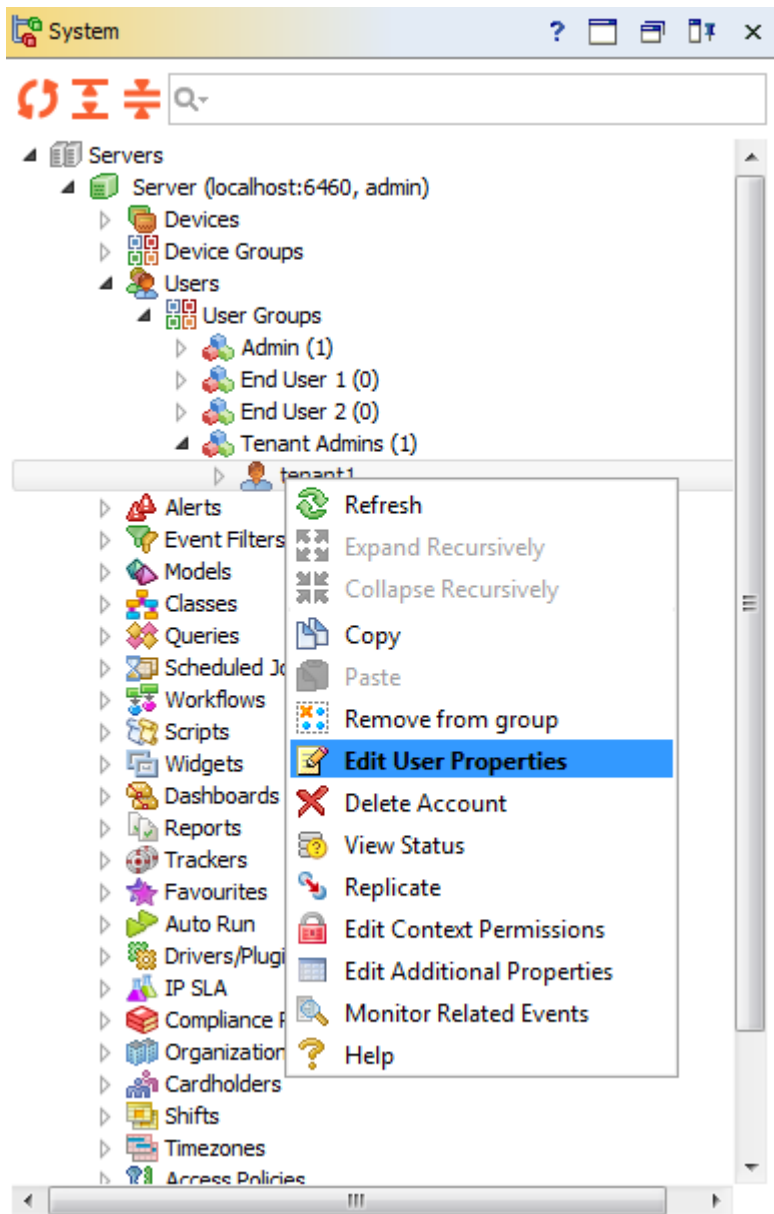 System ?
Servers
Server (localhost:6460, admin)
Devices
Device Groups
Users
User Groups
Admin (1)
End User 1 (0)
End User 2 (0)
Tenant Admins (1)
tenant1
Alerts
Event Filters
Models
Classes
Queries
Scheduled Jo
Workflows
Scripts
Widgets
Dashboards
Reports
Trackers
Favourites
Auto Run
Drivers/Plugi
IP SLA
Compliance P
Organization
Cardholders
Shifts
Timezones
Access Policies
Refresh
Expand Recursively
Collapse Recursively
Copy
Paste
Remove from group
Edit User Properties
Delete Account
View Status
Replicate
Edit Context Permissions
Edit Additional Properties
Monitor Related Events
Help